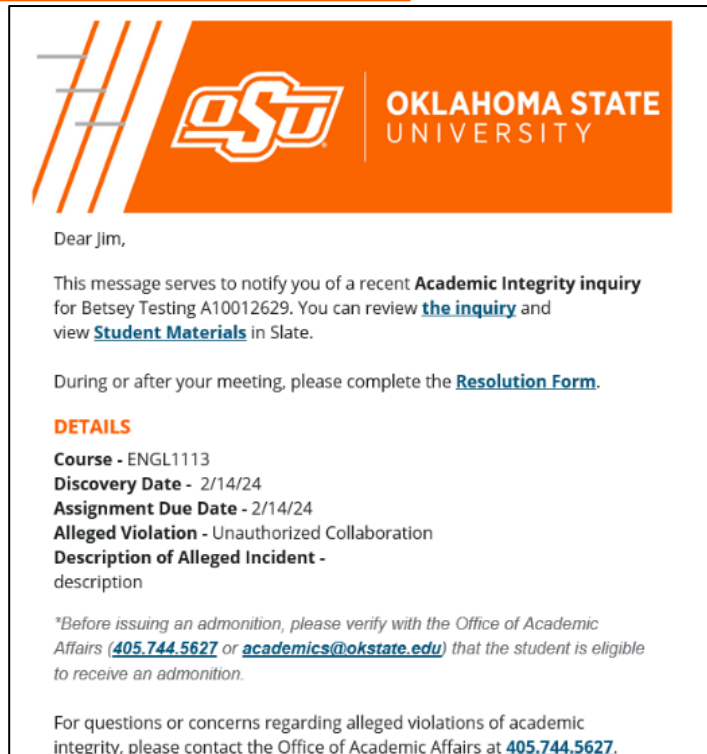 OSU
OKLAHOMA STATE
UNIVERSITY
Dear Jim,
This message serves to notify you of a recent Academic Integrity inquiry
for Betsey Testing A10012629. You can review the inquiry and
view Student Materials in Slate.
During or after your meeting, please complete the Resolution Form.
DETAILS
Course - ENGL1113
Discovery Date - 2/14/24
Assignment Due Date - 2/14/24
Alleged Violation - Unauthorized Collaboration
Description of Alleged Incident -
description
*Before issuing an admonition, please verify with the Office of Academic
Affairs (405.744.5627 or academics@okstate.edu) that the student is eligible
to receive an admonition.
For questions or concerns regarding alleged violations of academic
integrity, please contact the Office of Academic Affairs at 405.744.5627.